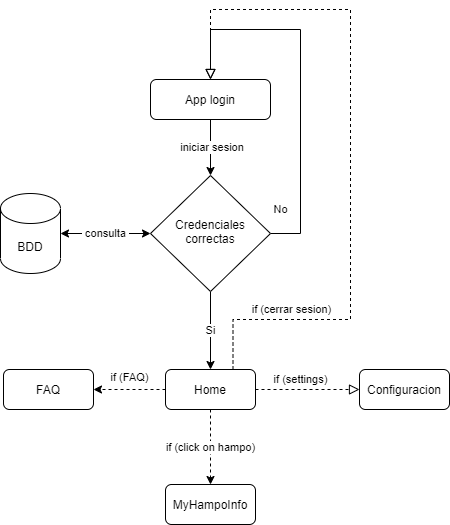 App login
iniciar sesion
No
Credenciales
correctas
BDD
consulta
if (cerrar sesion)
Si
if (FAQ)
if (settings)
FAQ
Home
Configuracion
if (click on hampo)
MyHampoInfo